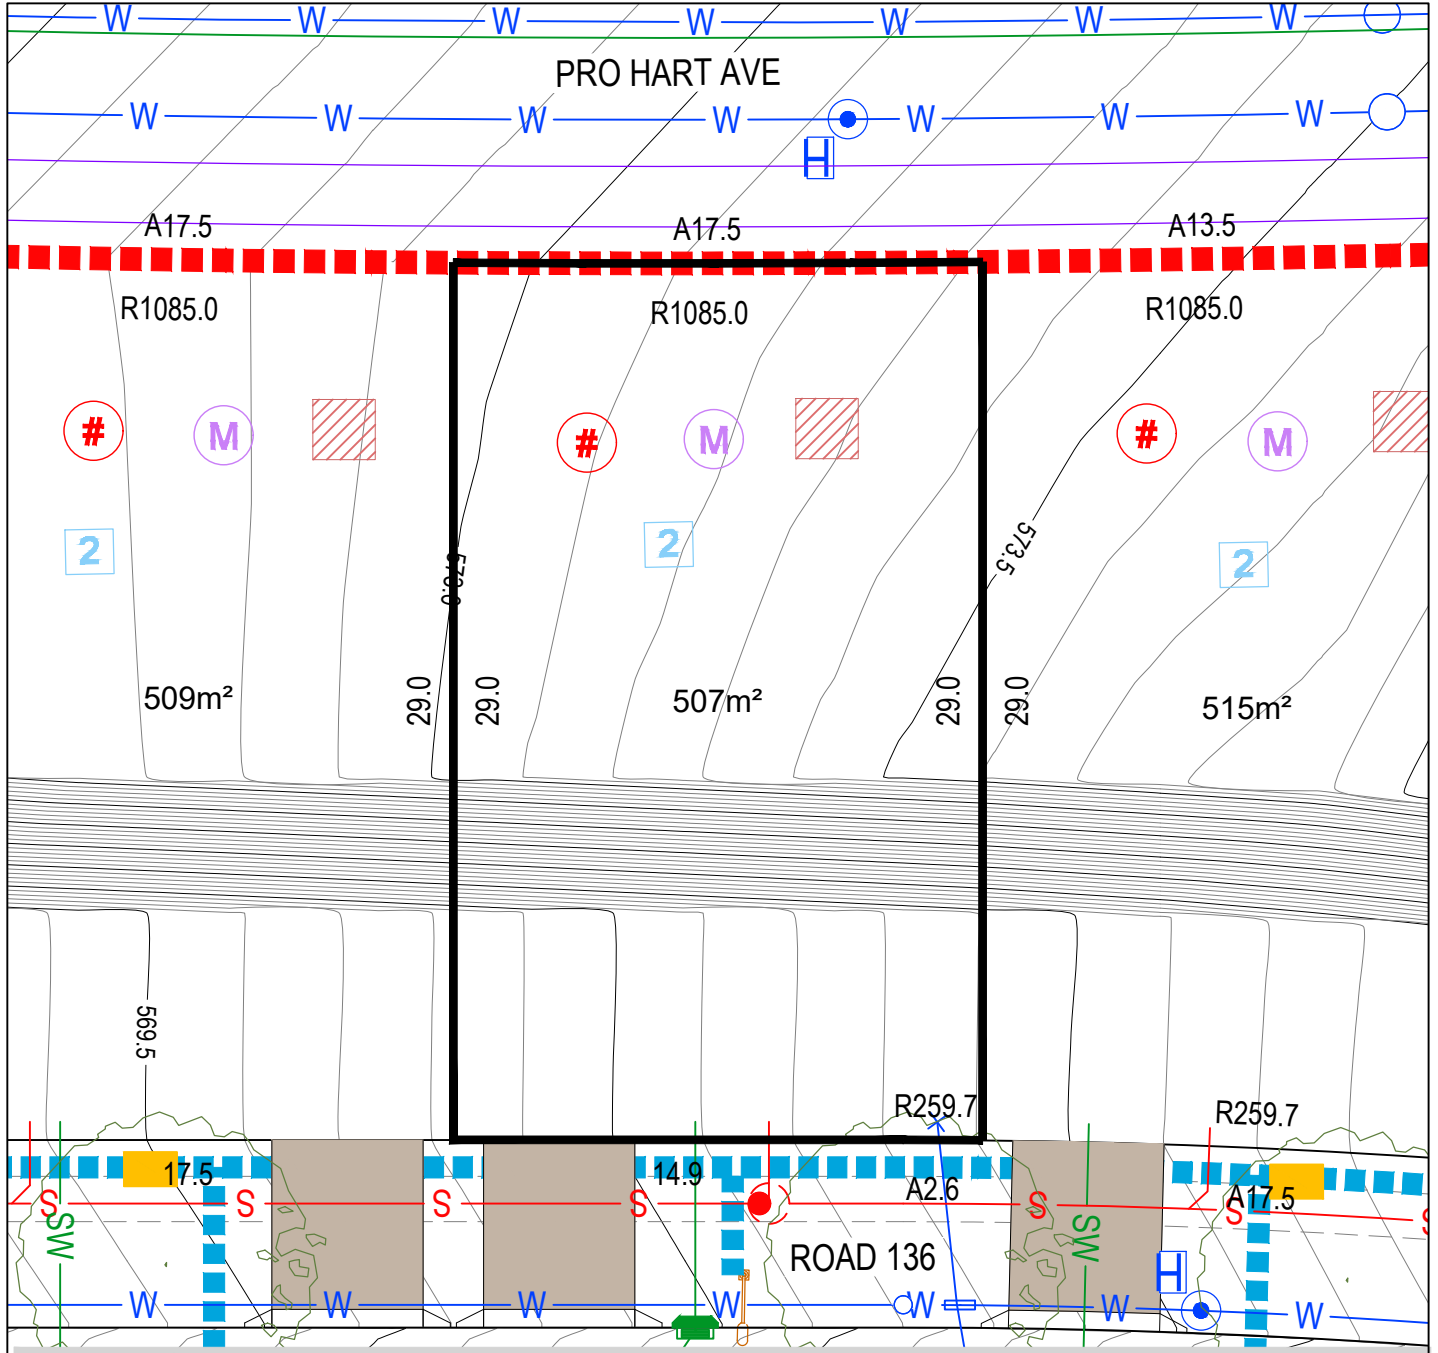 W W W W W W W
PRO HART AVE
W W W W W W W
H
A17.5 A17.5 A13.5
R1085.0 R1085.0 R1085.0
# M # M # M
2 2 2
573.0 573.5
509m² 29.0 29.0 507m² 29.0 29.0 515m²
569.5
R259.7 R259.7
17.5 14.9 A2.6 A17.5
S S S S S S S
SW SW
ROAD 136
H
W W W W W W W